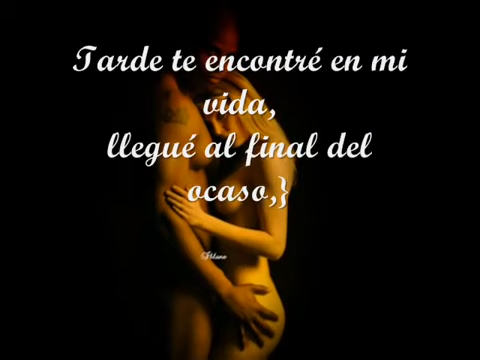 Tarde te encontré en mi
vida,
llegué al final del
ocaso,}